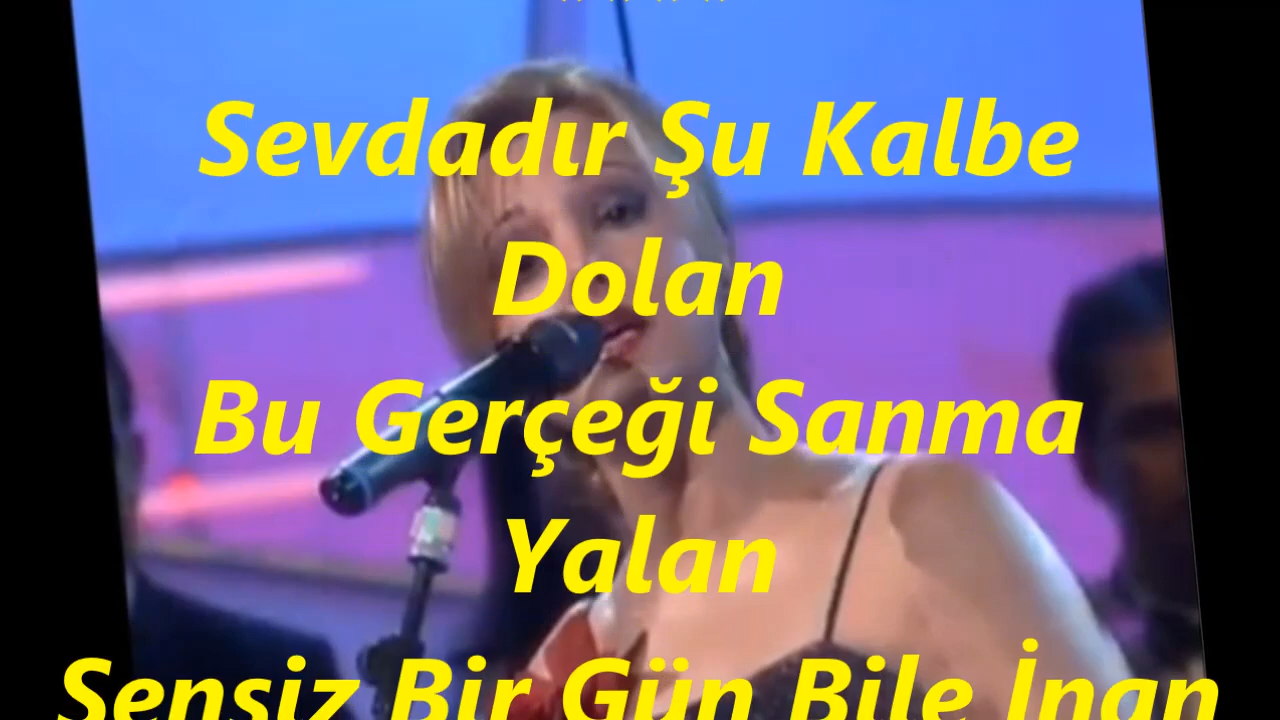 Sevdadır Şu Kalbe
Dolan
Bu Gerçeği Sanma
Yalan
Sensiz Bir Gün Bile İnan